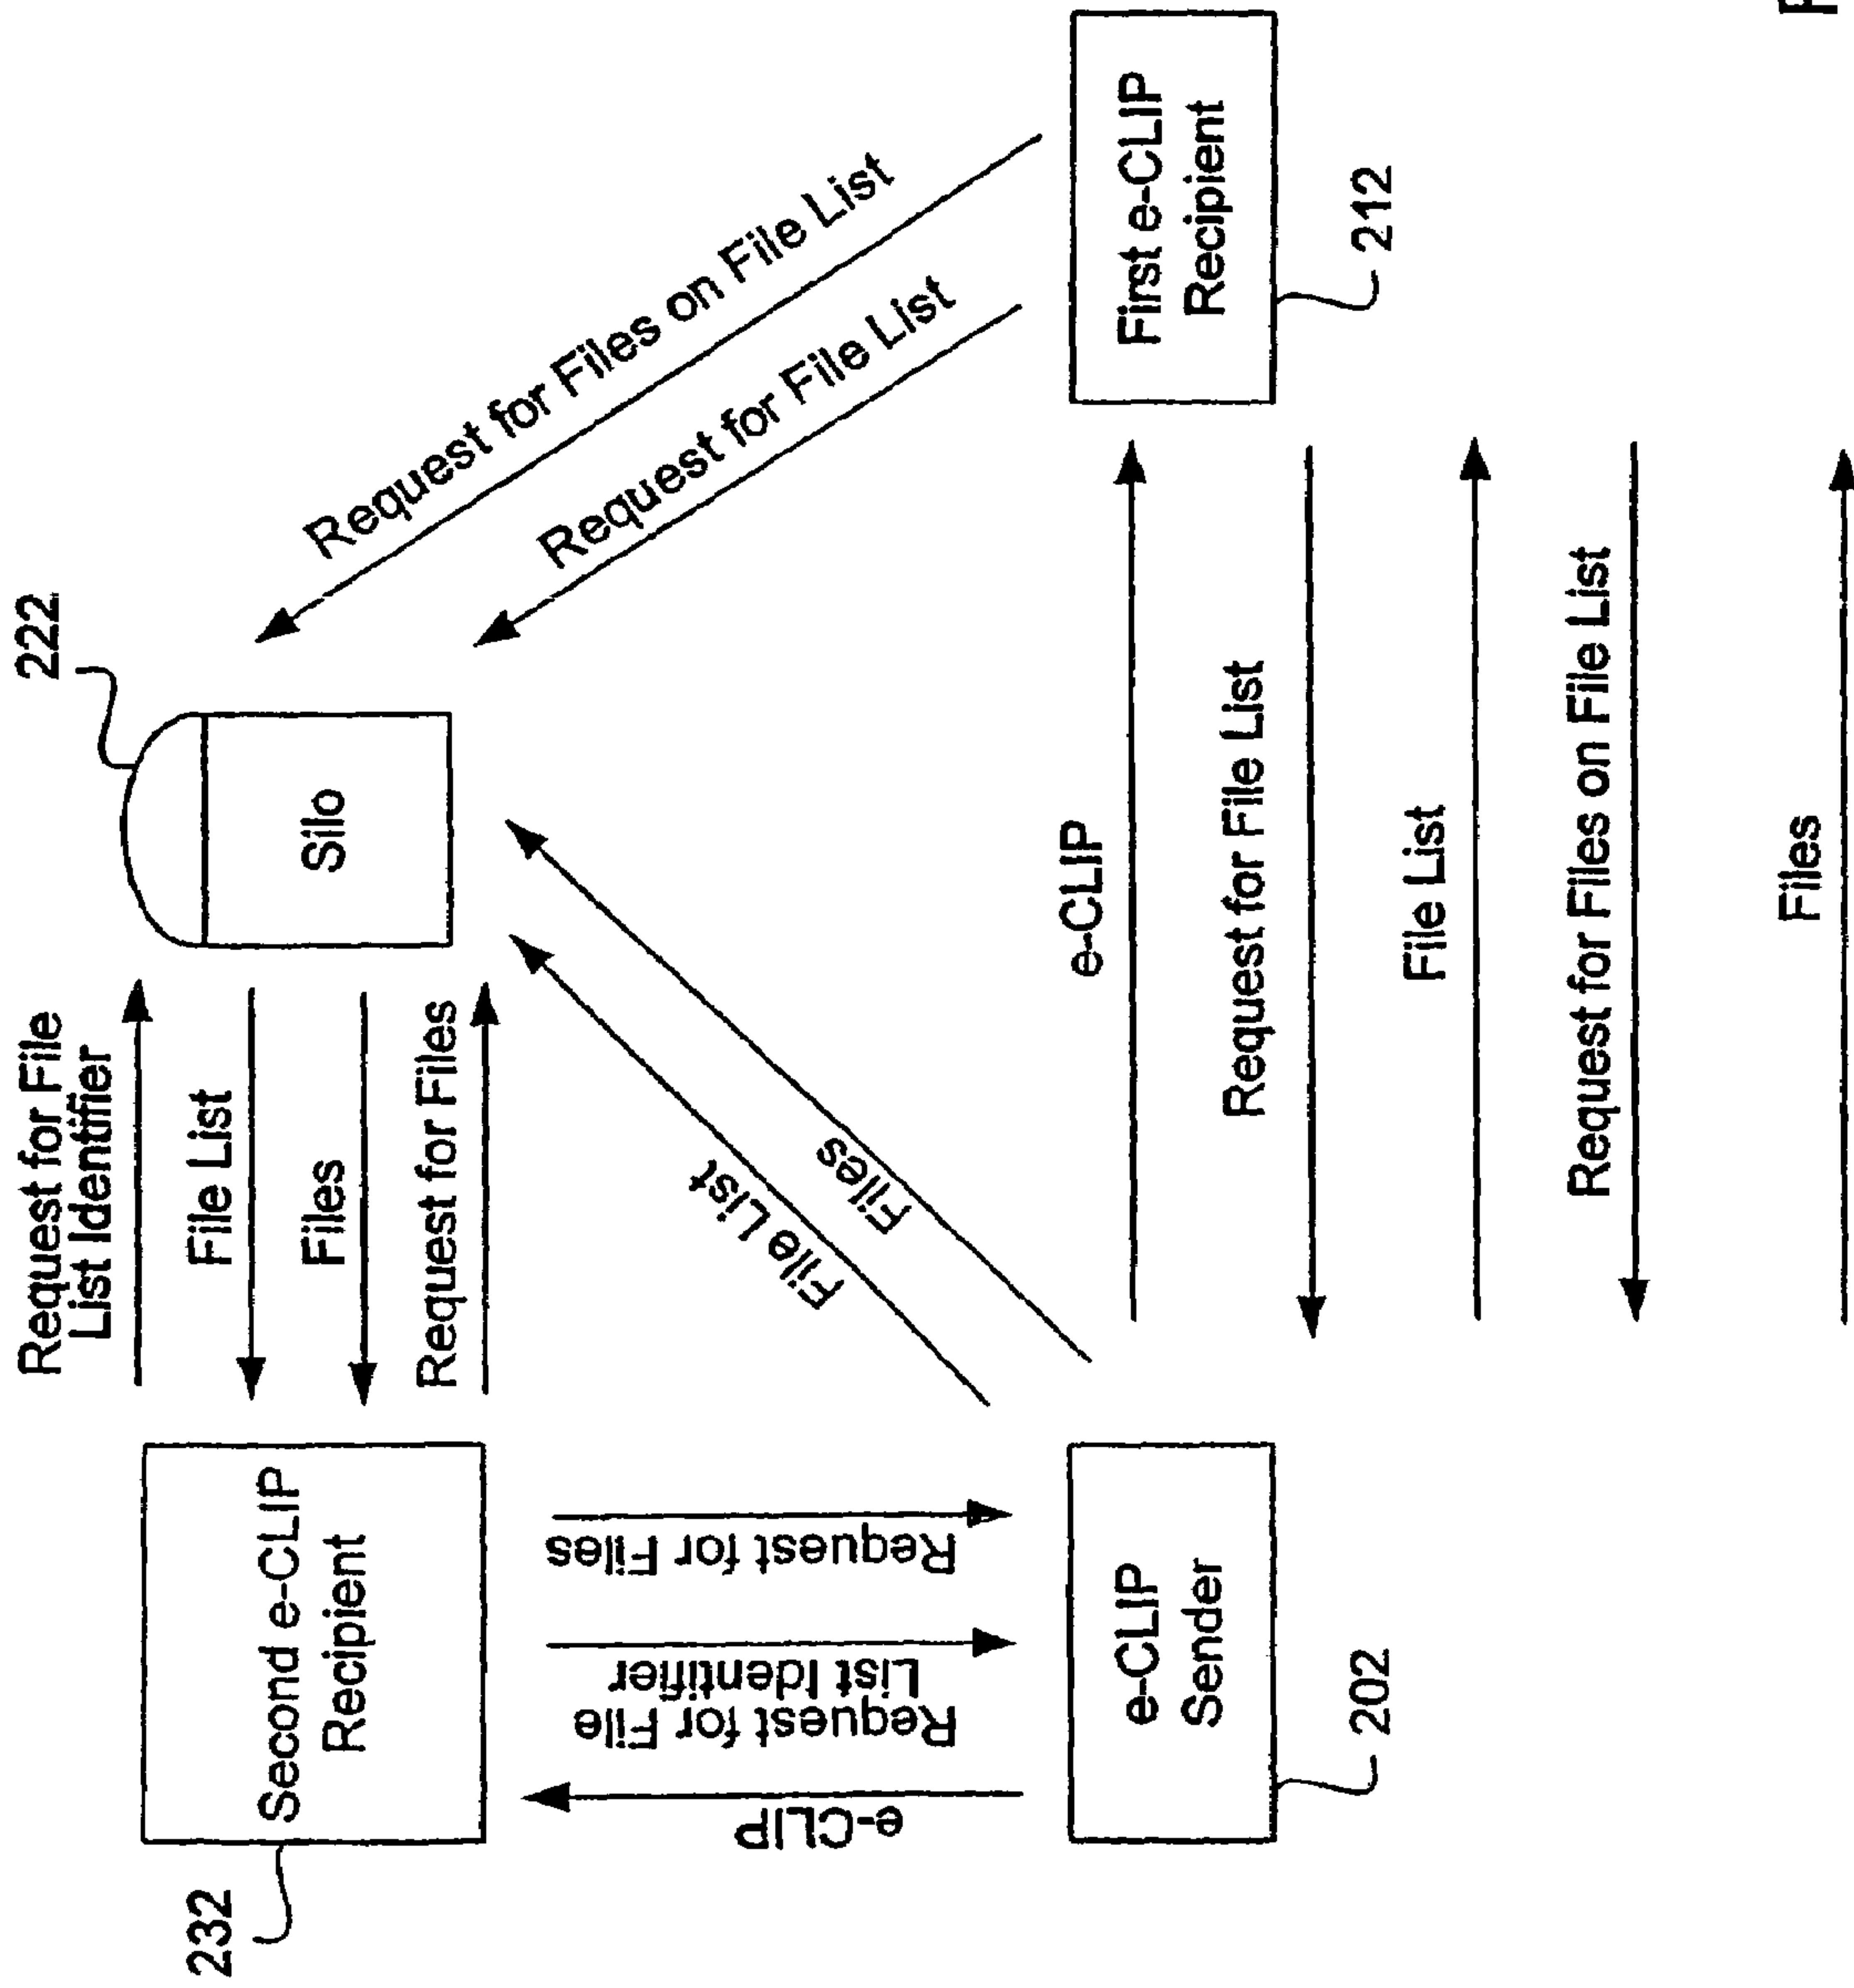 222
Request for File
List Identifier
File List
Files
Request for Files
Silo
Request for Files on File List
Request for File List
232
Second e-CLIP
Recipient
e-CLIP
Request for File
List Identifier
Request for Files
File List
Files
e-CLIP
Sender
202
e-CLIP
Request for File List
File List
Request for Files on File List
Files
First e-CLIP
Recipient
212